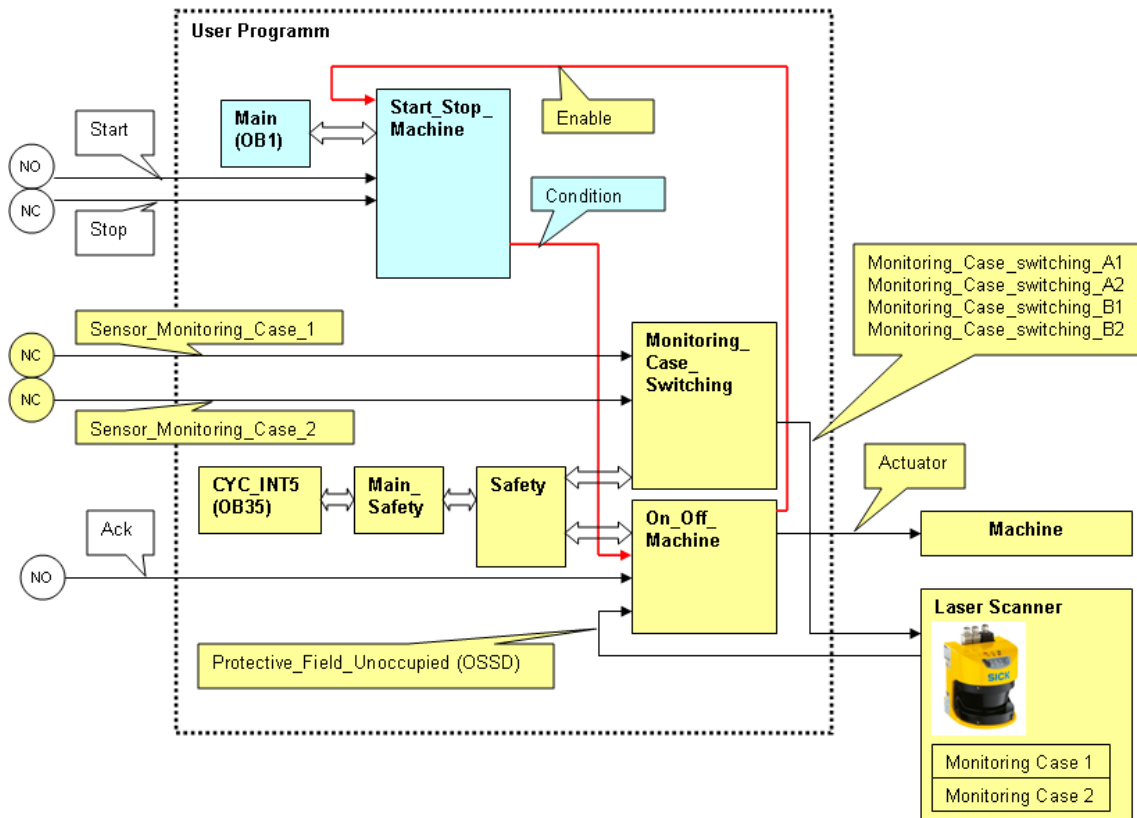 User Programm
Main
(OB1)
Start_Stop_
Machine
Enable
Start
NO
NC
Stop
Condition
Monitoring_Case_switching_A1
Monitoring_Case_switching_A2
Monitoring_Case_switching_B1
Monitoring_Case_switching_B2
Sensor_Monitoring_Case_1
NC
NC
Sensor_Monitoring_Case_2
Monitoring_
Case_
Switching
Actuator
CYC_INT5
(OB35)
Main_
Safety
Safety
On_Off_
Machine
Machine
Ack
NO
Protective_Field_Unoccupied (OSSD)
Laser Scanner
SICK
Monitoring Case 1
Monitoring Case 2